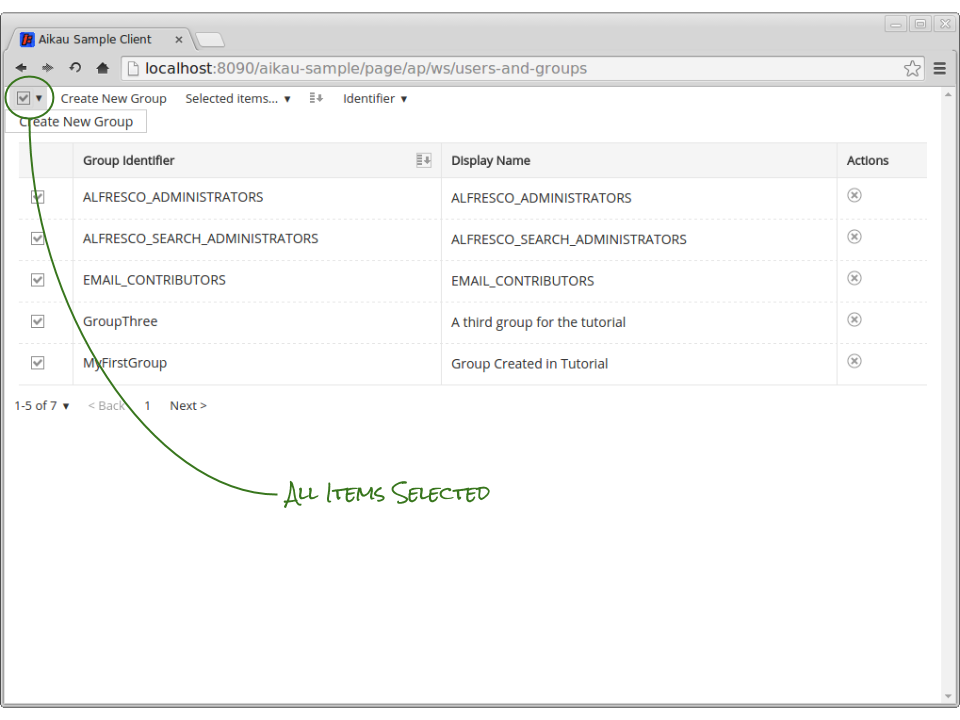 Aikau Sample Client
localhost:8090/aikau-sample/page/ap/ws/users-and-groups
Create New Group Selected items... Identifier
Create New Group
Group Identifier Display Name Actions
ALFRESCO_ADMINISTRATORS ALFRESCO_ADMINISTRATORS
ALFRESCO_SEARCH_ADMINISTRATORS ALFRESCO_SEARCH_ADMINISTRATORS
EMAIL_CONTRIBUTORS EMAIL_CONTRIBUTORS
GroupThree A third group for the tutorial
MyFirstGroup Group Created in Tutorial
1-5 of 7 < Back 1 Next >
All Items Selected